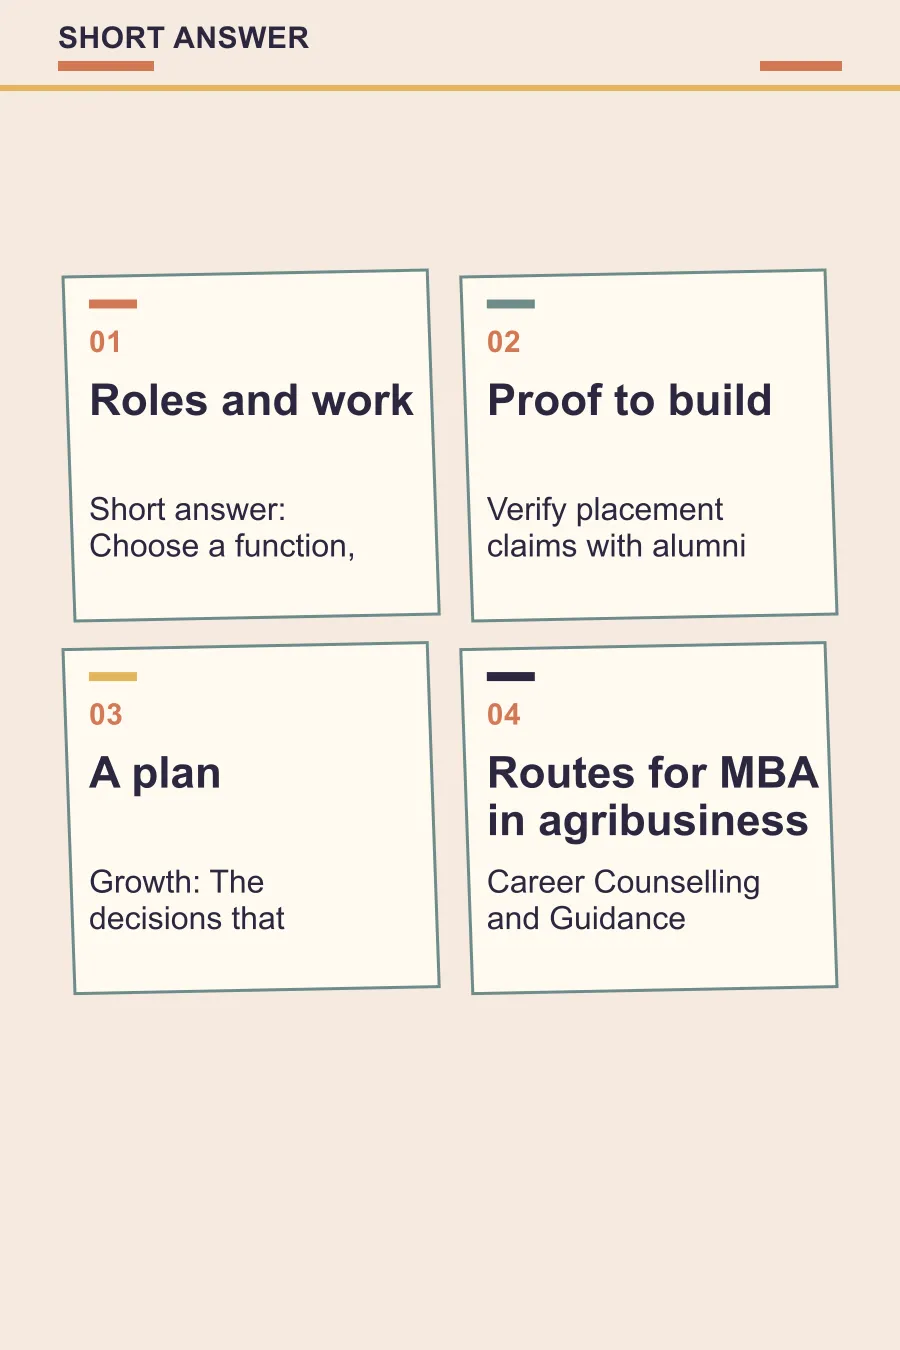 SHORT ANSWER
01
Roles and work
Short answer:
Choose a function,
02
Proof to build
Verify placement
claims with alumni
03
A plan
Growth: The
decisions that
04
Routes for MBA
in agribusiness
Career Counselling
and Guidance